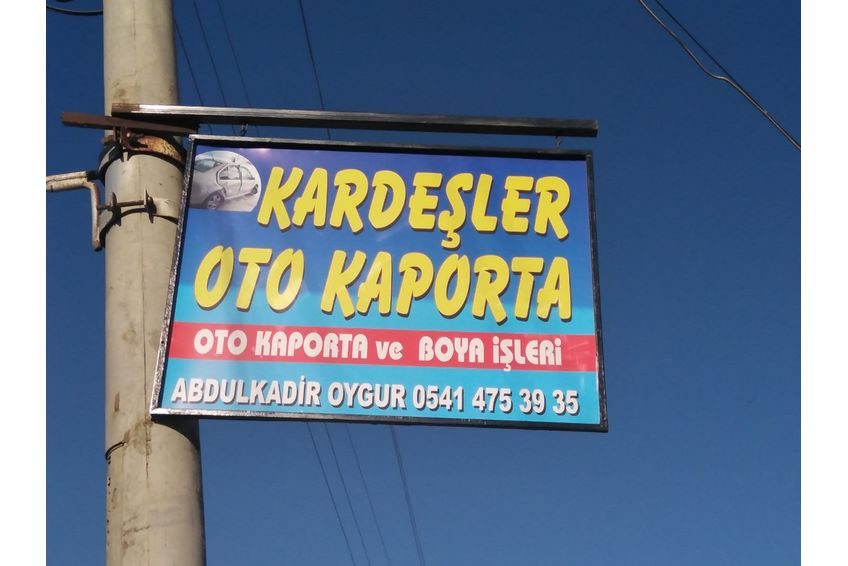 KARDEŞLER
OTO KAPORTA
OTO KAPORTA ve BOYA İŞLERİ
ABDULKADİR OYGUR 0541 475 39 35